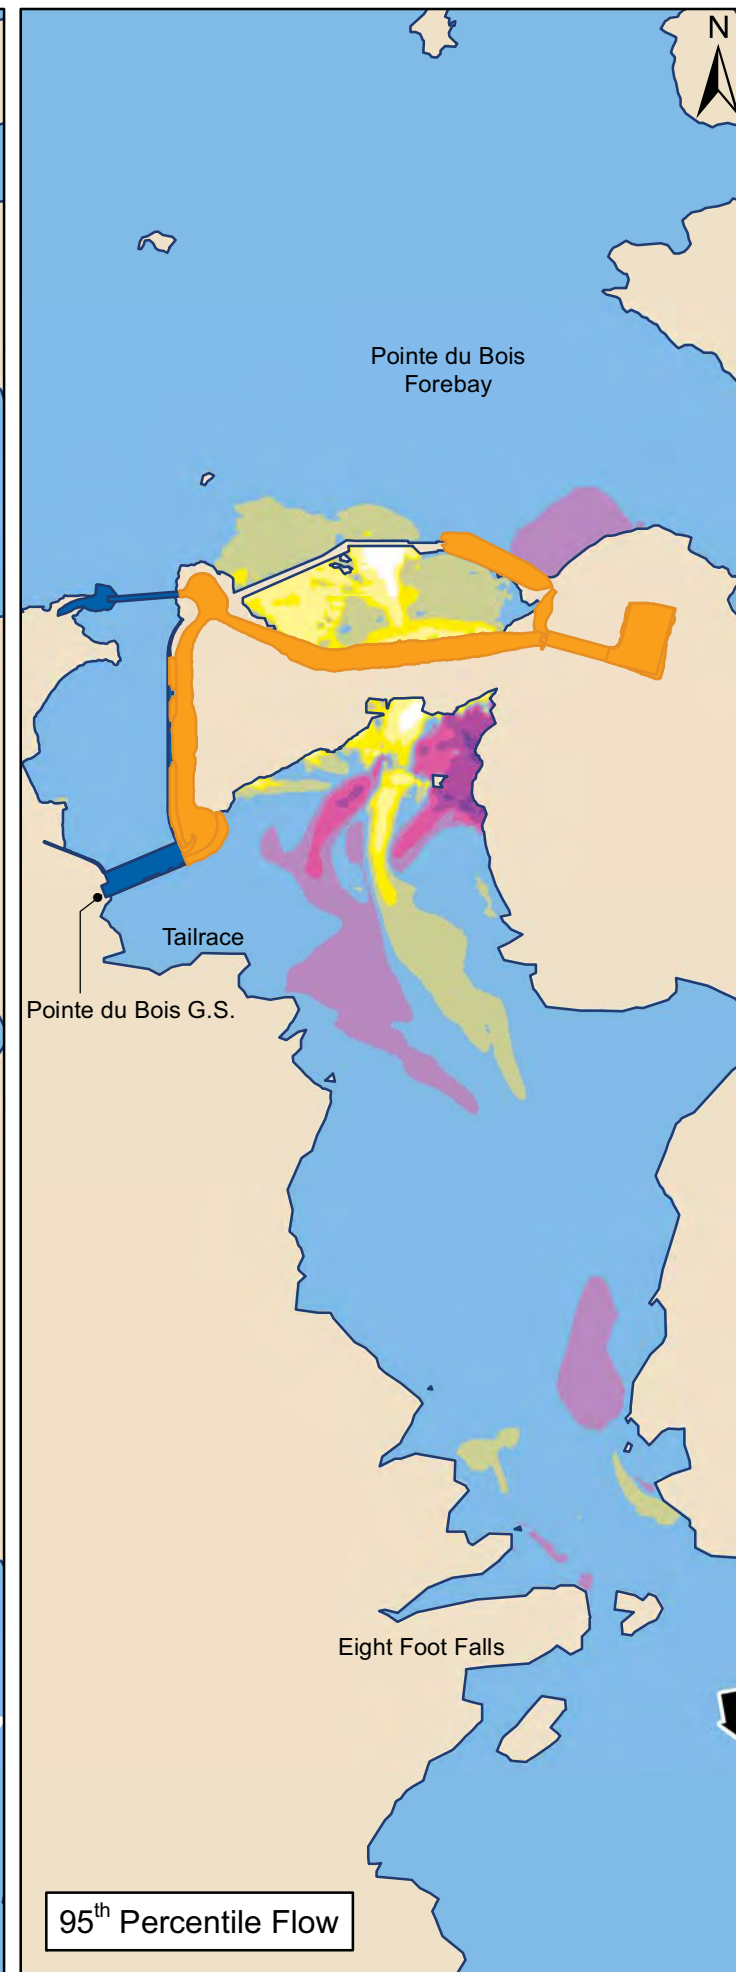 N
Pointe du Bois
Forebay
Tailrace
Pointe du Bois G.S.
Eight Foot Falls
95th Percentile Flow